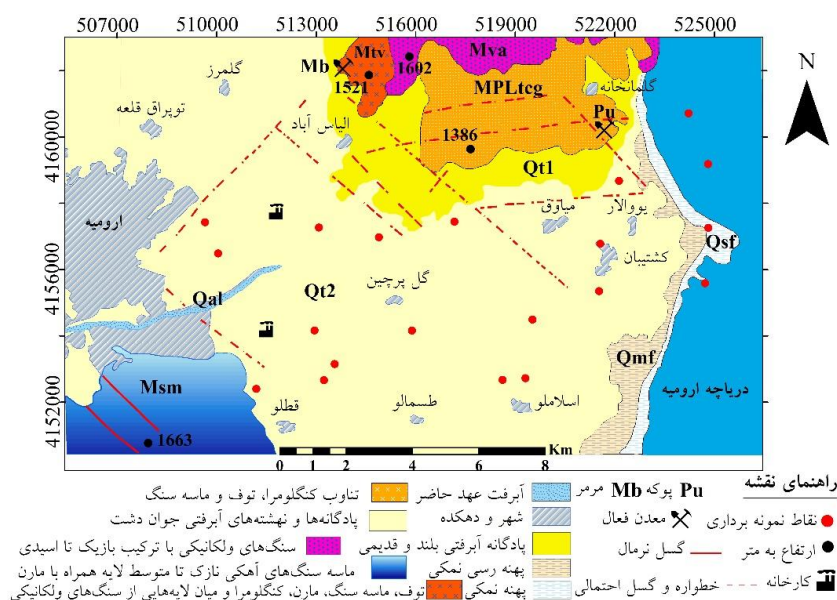 507000 510000 513000 516000 519000 522000 525000
4160000
4156000
4152000
N
Mb
Mtv
1521
1602
Mva
MPLtcg
Pu
1386
Qt1
Qt2
Qal
Qsf
Qmf
Msm
1663
گلمرز
توپراق قلعه
الیاس آباد
گلمانخانه
ارومیه
میاوق
یووالار
کشتیبان
گل پرچین
قطلو
طسمالو
اسلاملو
دریاچه ارومیه
Km
0 1 2 4 6 8
راهنمای نقشه
نقاط نمونه برداری
ارتفاع به متر
کارخانه
Pu پوکه Mb مرمر
معدن فعال
گسل نرمال
خطواره و گسل احتمالی
آبرفت عهد حاضر
شهر و دهکده
پادگانه آبرفتی بلند و قدیمی
پهنه رسی نمکی
پهنه نمکی
تناوب کنگلومرا، توف و ماسه سنگ
پادگانه‌ها و نهشته‌های آبرفتی جوان دشت
سنگ‌های ولکانیکی با ترکیب بازیک تا اسیدی
ماسه سنگ‌های آهکی نازک تا متوسط لایه همراه با مارن
توف، ماسه سنگ، مارن، کنگلومرا و میان لایه‌هایی از سنگ‌های ولکانیکی